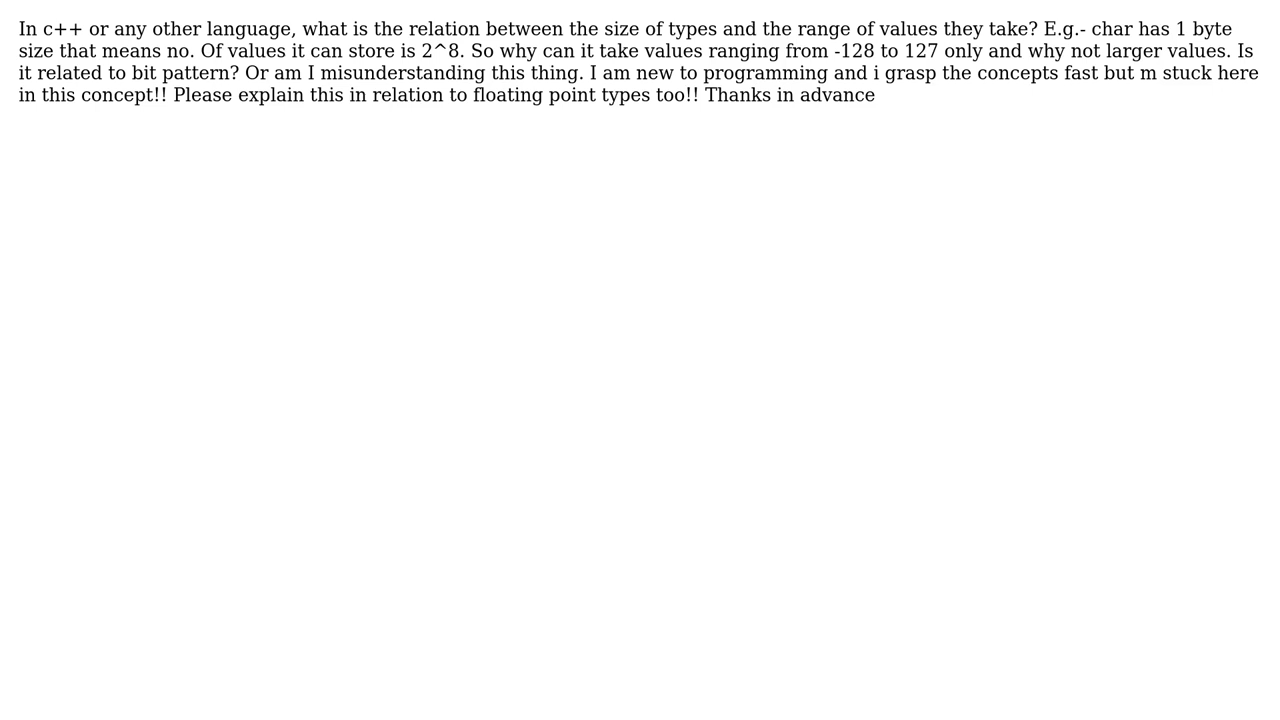 In c++ or any other language, what is the relation between the size of types and the range of values they take? E.g.- char has 1 byte
size that means no. Of values it can store is 2^8. So why can it take values ranging from -128 to 127 only and why not larger values. Is
it related to bit pattern? Or am I misunderstanding this thing. I am new to programming and i grasp the concepts fast but m stuck here
in this concept!! Please explain this in relation to floating point types too!! Thanks in advance